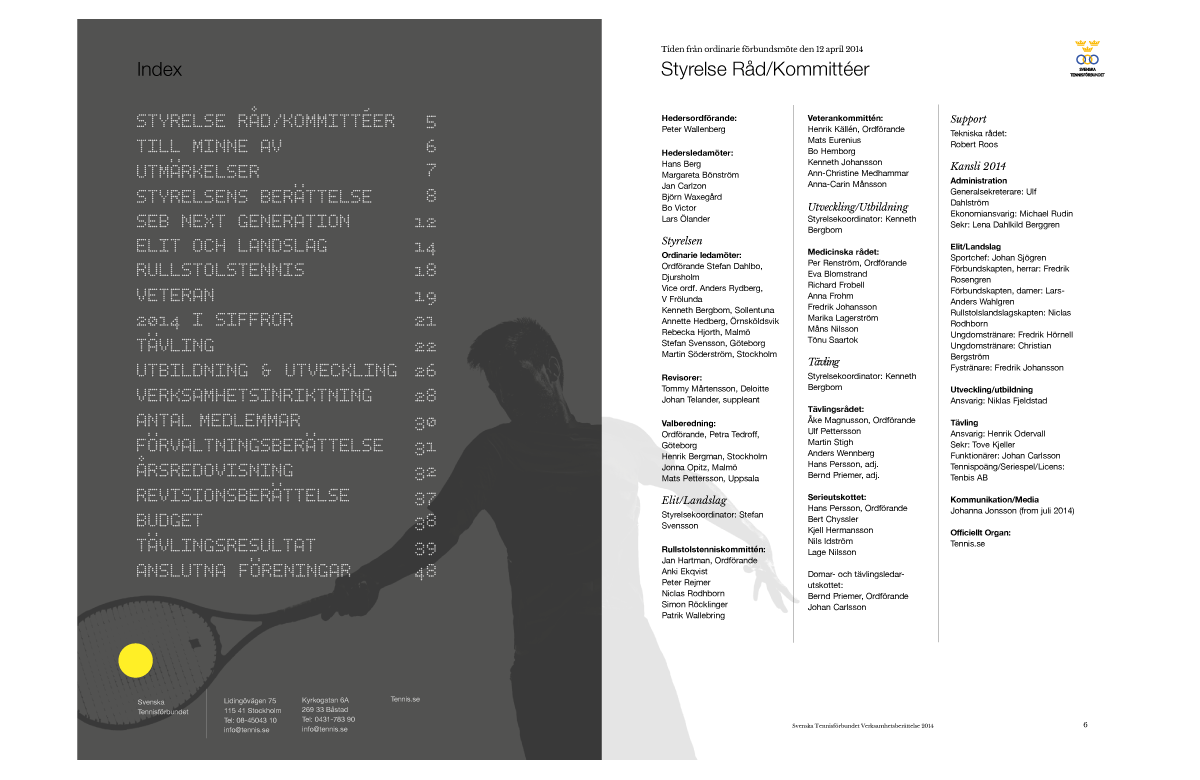 Index
STYRELSE RÅD/KOMMITTÉER 5
TILL MINNE AV 6
UTMÄRKELSER 7
STYRELSENS BERÄTTELSE 8
SEB NEXT GENERATION 12
ELIT OCH LANDSLAG 14
RULLSTOLSTENNIS 18
VETERAN 19
2014 I SIFFROR 21
TÄVLING 22
UTBILDNING & UTVECKLING 26
VERKSAMHETSINRIKTNING 28
ANTAL MEDLEMMAR 30
FÖRVALTNINGSBERÄTTELSE 31
ÅRSREDOVISNING 32
REVISIONSBERÄTTELSE 37
BUDGET 38
TÄVLINGSRESULTAT 39
ANSLUTNA FÖRENINGAR 48
Svenska
Tennisförbundet
Lidingövägen 75
115 41 Stockholm
Tel: 08-45043 10
info@tennis.se
Kyrkogatan 6A
269 33 Båstad
Tel: 0431-783 90
info@tennis.se
Tennis.se
Tiden från ordinarie förbundsmöte den 12 april 2014
Styrelse Råd/Kommittéer
SVENSKA
TENNISFÖRBUNDET
Hedersordförande:
Peter Wallenberg
Hedersledamöter:
Hans Berg
Margareta Bönström
Jan Carlzon
Björn Waxegård
Bo Victor
Lars Ölander
Styrelsen
Ordinarie ledamöter:
Ordförande Stefan Dahlbo,
Djursholm
Vice ordf. Anders Rydberg,
V Frölunda
Kenneth Bergbom, Sollentuna
Annette Hedberg, Örnsköldsvik
Rebecka Hjorth, Malmö
Stefan Svensson, Göteborg
Martin Söderström, Stockholm
Revisorer:
Tommy Mårtensson, Deloitte
Johan Telander, suppleant
Valberedning:
Ordförande, Petra Tedroff,
Göteborg
Henrik Bergman, Stockholm
Jonna Opitz, Malmö
Mats Pettersson, Uppsala
Elit/Landslag
Styrelsekoordinator: Stefan
Svensson
Rullstolstenniskommittén:
Jan Hartman, Ordförande
Anki Ekqvist
Peter Rejmer
Niclas Rodhborn
Simon Röcklinger
Patrik Wallebring
Veterankommittén:
Henrik Källén, Ordförande
Mats Eurenius
Bo Hemborg
Kenneth Johansson
Ann-Christine Medhammar
Anna-Carin Månsson
Utveckling/Utbildning
Styrelsekoordinator: Kenneth
Bergbom
Medicinska rådet:
Per Renström, Ordförande
Eva Blomstrand
Richard Frobell
Anna Frohm
Fredrik Johansson
Marika Lagerström
Måns Nilsson
Tönu Saartok
Tävling
Styrelsekoordinator: Kenneth
Bergbom
Tävlingsrådet:
Åke Magnusson, Ordförande
Ulf Pettersson
Martin Stigh
Anders Wennberg
Hans Persson, adj.
Bernd Priemer, adj.
Serieutskottet:
Hans Persson, Ordförande
Bert Chyssler
Kjell Hermansson
Nils Idström
Lage Nilsson
Domar- och tävlingsledar-
utskottet:
Bernd Priemer, Ordförande
Johan Carlsson
Support
Tekniska rådet:
Robert Roos
Kansli 2014
Administration
Generalsekreterare: Ulf
Dahlström
Ekonomiansvarig: Michael Rudin
Sekr: Lena Dahlkild Berggren
Elit/Landslag
Sportchef: Johan Sjögren
Förbundskapten, herrar: Fredrik
Rosengren
Förbundskapten, damer: Lars-
Anders Wahlgren
Rullstolslandslagskapten: Niclas
Rodhborn
Ungdomstränare: Fredrik Hörnell
Ungdomstränare: Christian
Bergström
Fystränare: Fredrik Johansson
Utveckling/utbildning
Ansvarig: Niklas Fjeldstad
Tävling
Ansvarig: Henrik Odervall
Sekr: Tove Kjeller
Funktionärer: Johan Carlsson
Tennispoäng/Seriespel/Licens:
Tenbis AB
Kommunikation/Media
Johanna Jonsson (from juli 2014)
Officiellt Organ:
Tennis.se
Svenska Tennisförbundet Verksamhetsberättelse 2014
6